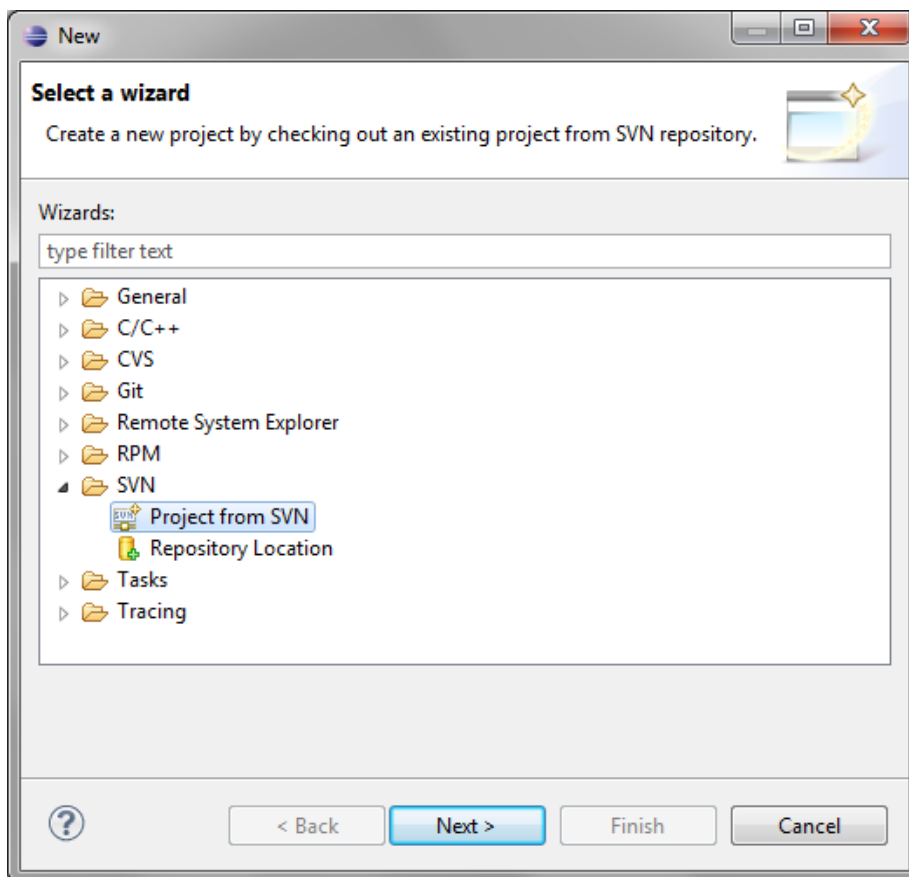 New
Select a wizard
Create a new project by checking out an existing project from SVN repository.
Wizards:
type filter text
General
C/C++
CVS
Git
Remote System Explorer
RPM
SVN
Project from SVN
Repository Location
Tasks
Tracing
? < Back Next > Finish Cancel